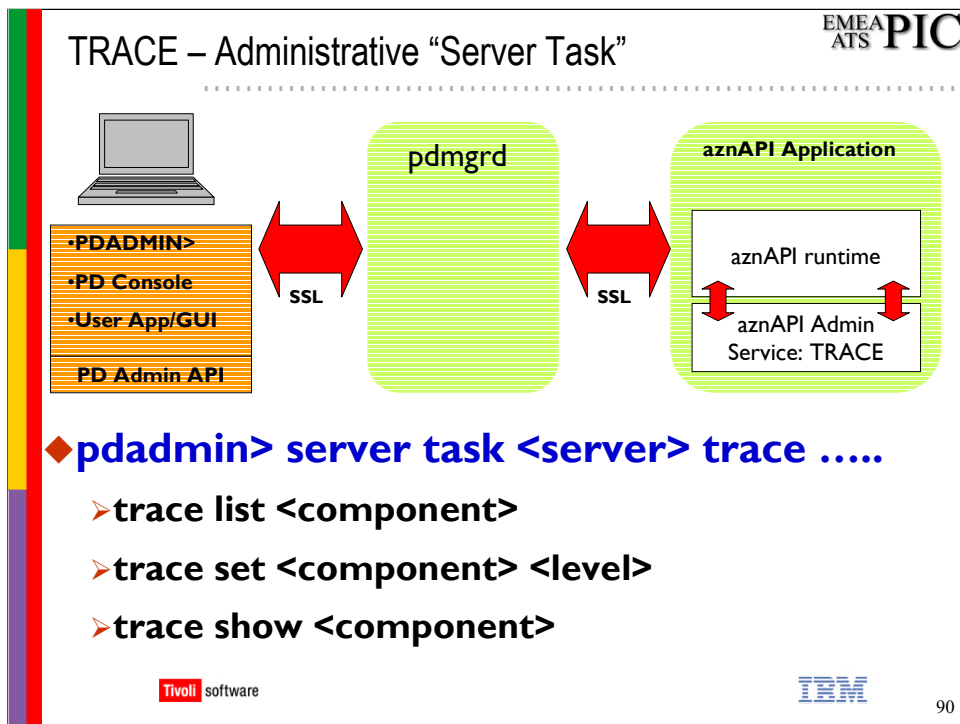 TRACE – Administrative “Server Task”
EMEA
ATS PIC
pdmgrd
aznAPI Application
•PDADMIN>
•PD Console
•User App/GUI
PD Admin API
SSL
SSL
aznAPI runtime
aznAPI Admin
Service: TRACE
◆pdadmin> server task <server> trace …..
➢trace list <component>
➢trace set <component> <level>
➢trace show <component>
Tivoli software
IBM
90